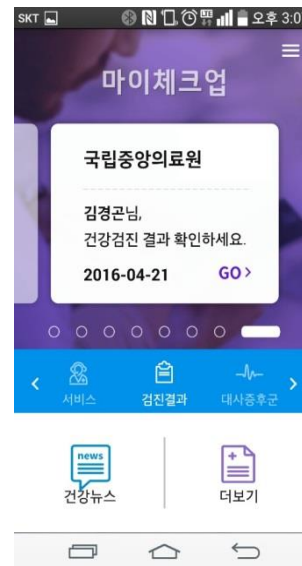 SKT
LTE
오후 3:0
마이체크업
국립중앙의료원
김경곤님,
건강검진 결과 확인하세요.
2016-04-21 GO >
서비스 검진결과 대사증후군
news
건강뉴스 더보기